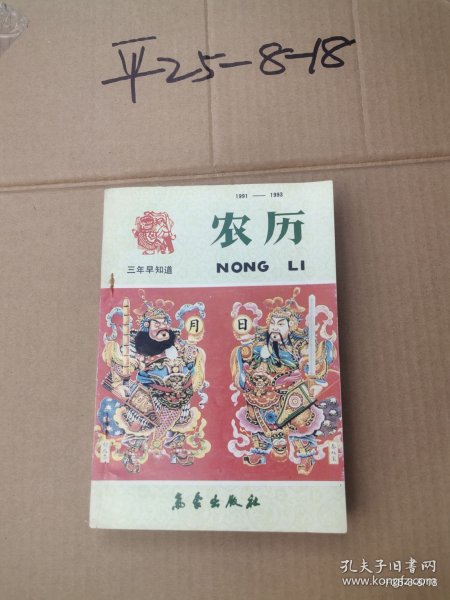 平25-8-18
1991 — 1993
农历
三年早知道
NONG LI
月
日
气象出版社
孔夫子旧书网
www.kongfz.com